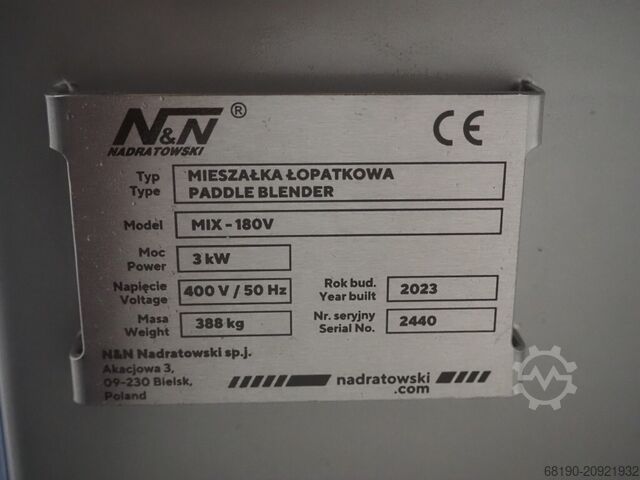 N&N ®
NADRATOWSKI
CE
Typ MIESZAŁKA ŁOPATKOWA
Type PADDLE BLENDER
Model MIX - 180V
Moc
Power 3 kW
Napięcie
Voltage 400 V / 50 Hz
Rok bud.
Year built 2023
Masa
Weight 388 kg
Nr. seryjny
Serial No. 2440
N&N Nadratowski sp.j.
Akacjowa 3,
09-230 Bielsk,
Poland
nadratowski
.com
68190-20921932